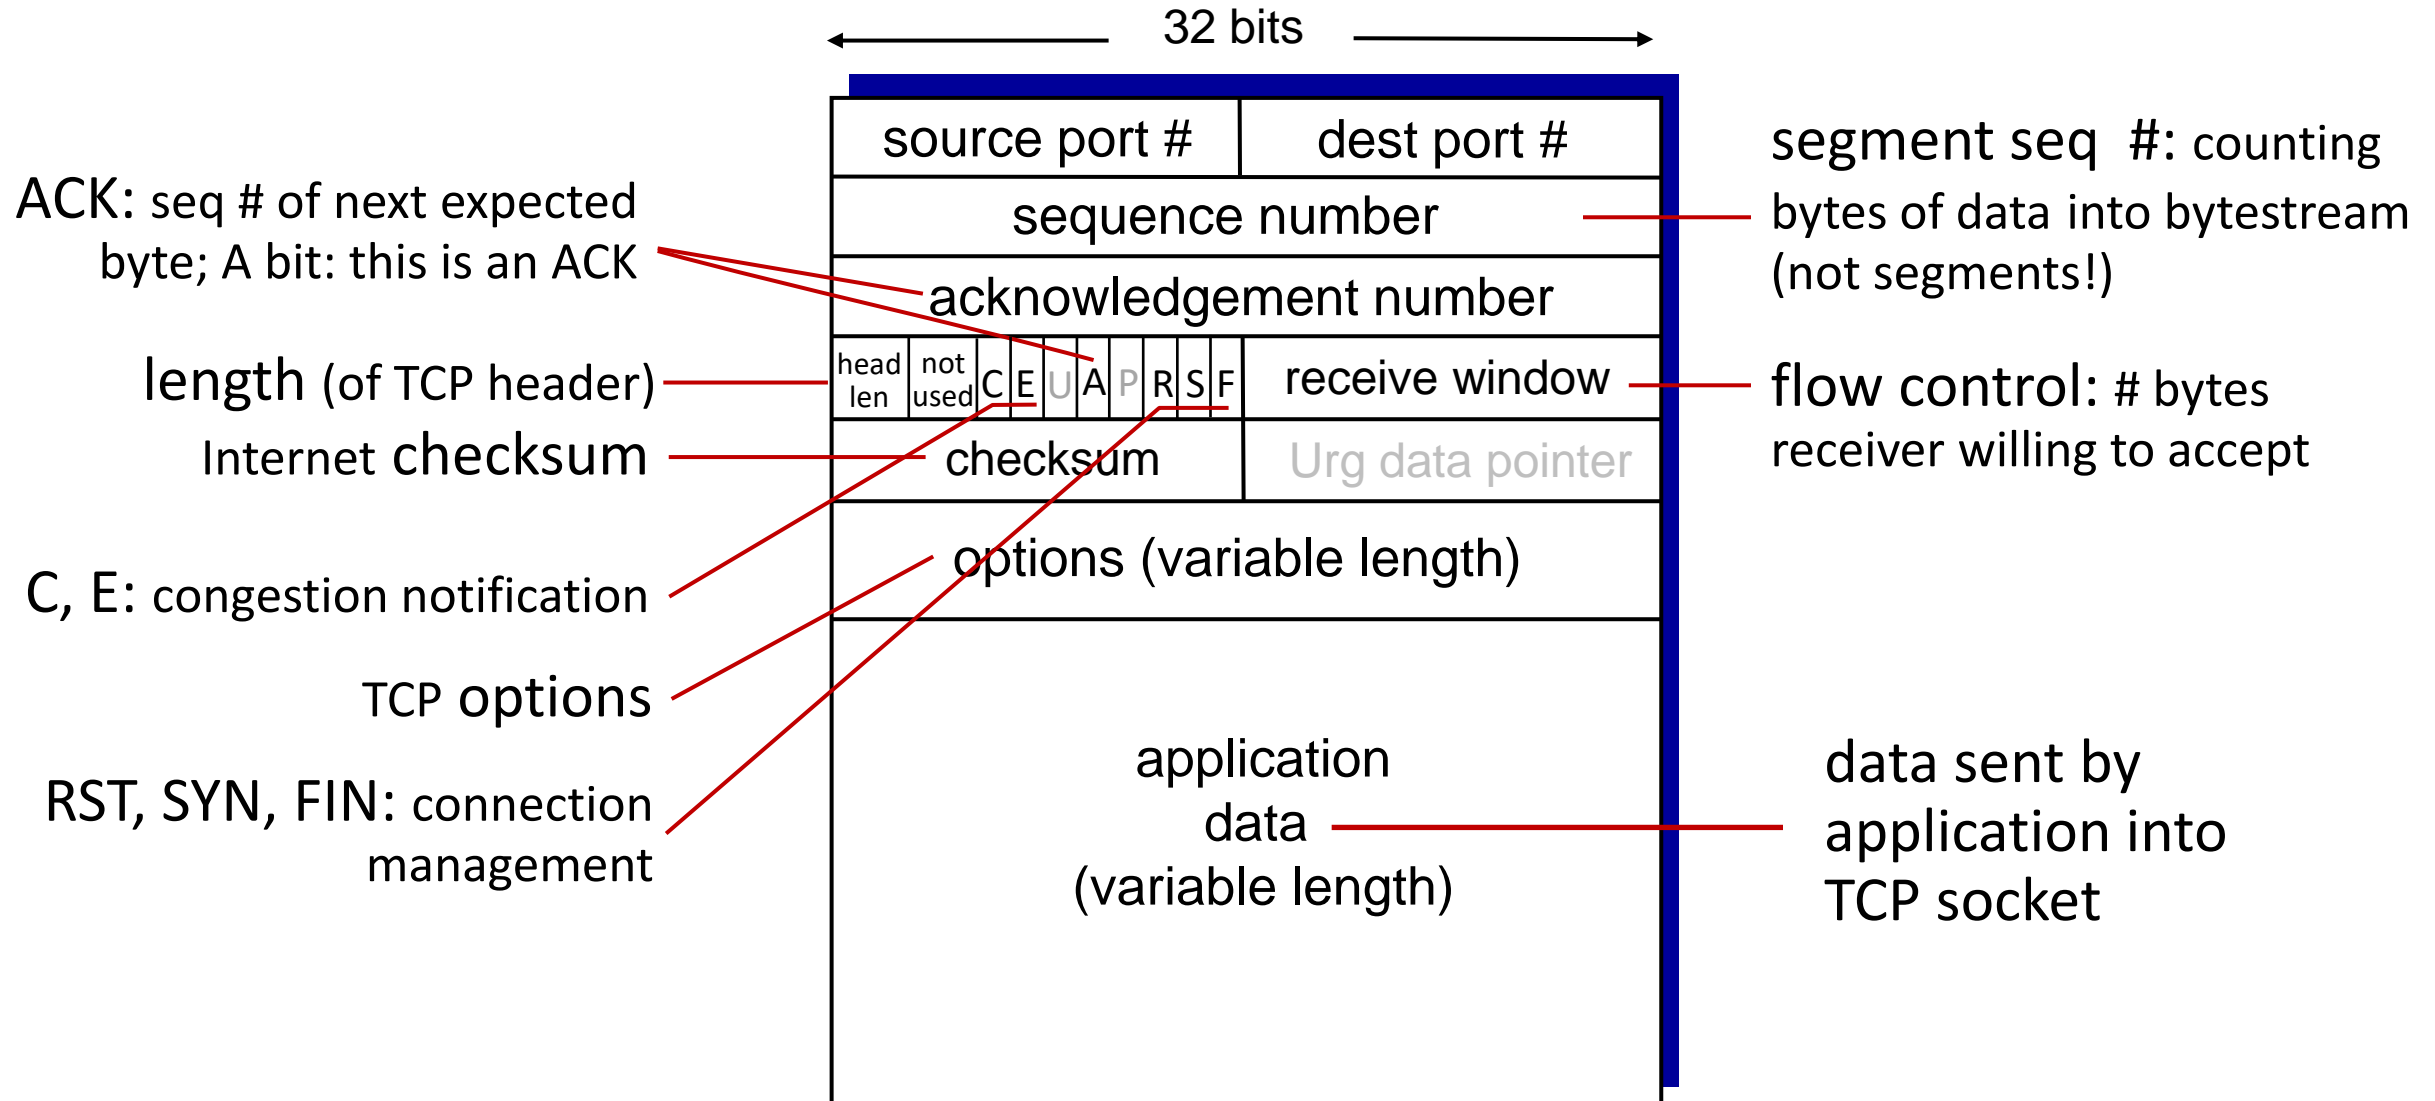 32 bits
source port # dest port #
sequence number
acknowledgement number
head not C E U A P R S F receive window
len used
checksum Urg data pointer
options (variable length)
application
data
(variable length)
ACK: seq # of next expected
byte; A bit: this is an ACK
length (of TCP header)
Internet checksum
C, E: congestion notification
TCP options
RST, SYN, FIN: connection
management
segment seq #: counting
bytes of data into bytestream
(not segments!)
flow control: # bytes
receiver willing to accept
data sent by
application into
TCP socket